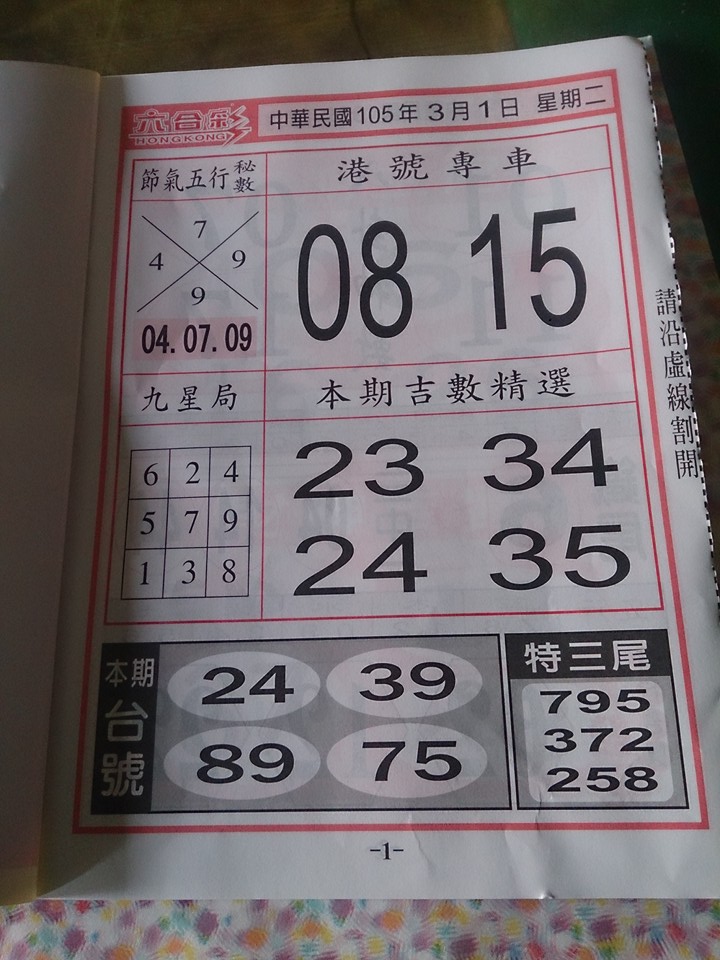 六合彩
HONGKONG
中華民國105年3月1日 星期二
節氣五行秘數
7
4 9
9
04.07.09
港號專車
08 15
九星局
6 2 4
5 7 9
1 3 8
本期吉數精選
23 34
24 35
本期台號
24 39
89 75
特三尾
795
372
258
請沿虛線割開
-1-